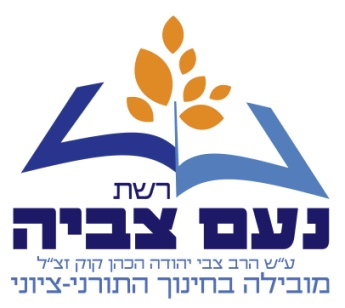 רשת
נעם צביה
ע״ש הרב צבי יהודה הכהן קוק זצ״ל
מובילה בחינוך התורני-ציוני